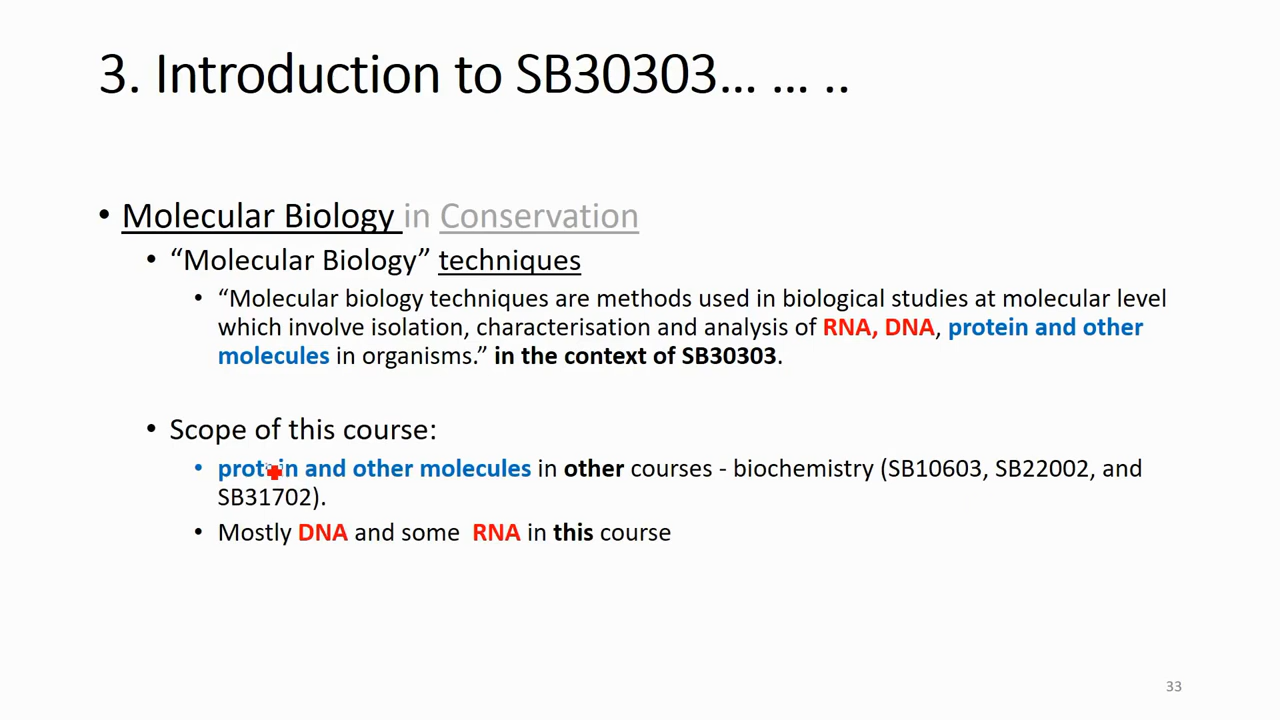 3. Introduction to SB30303… … ..
• Molecular Biology in Conservation
• “Molecular Biology” techniques
• “Molecular biology techniques are methods used in biological studies at molecular level
which involve isolation, characterisation and analysis of RNA, DNA, protein and other
molecules in organisms.” in the context of SB30303.
• Scope of this course:
• protein and other molecules in other courses - biochemistry (SB10603, SB22002, and
SB31702).
• Mostly DNA and some RNA in this course
33